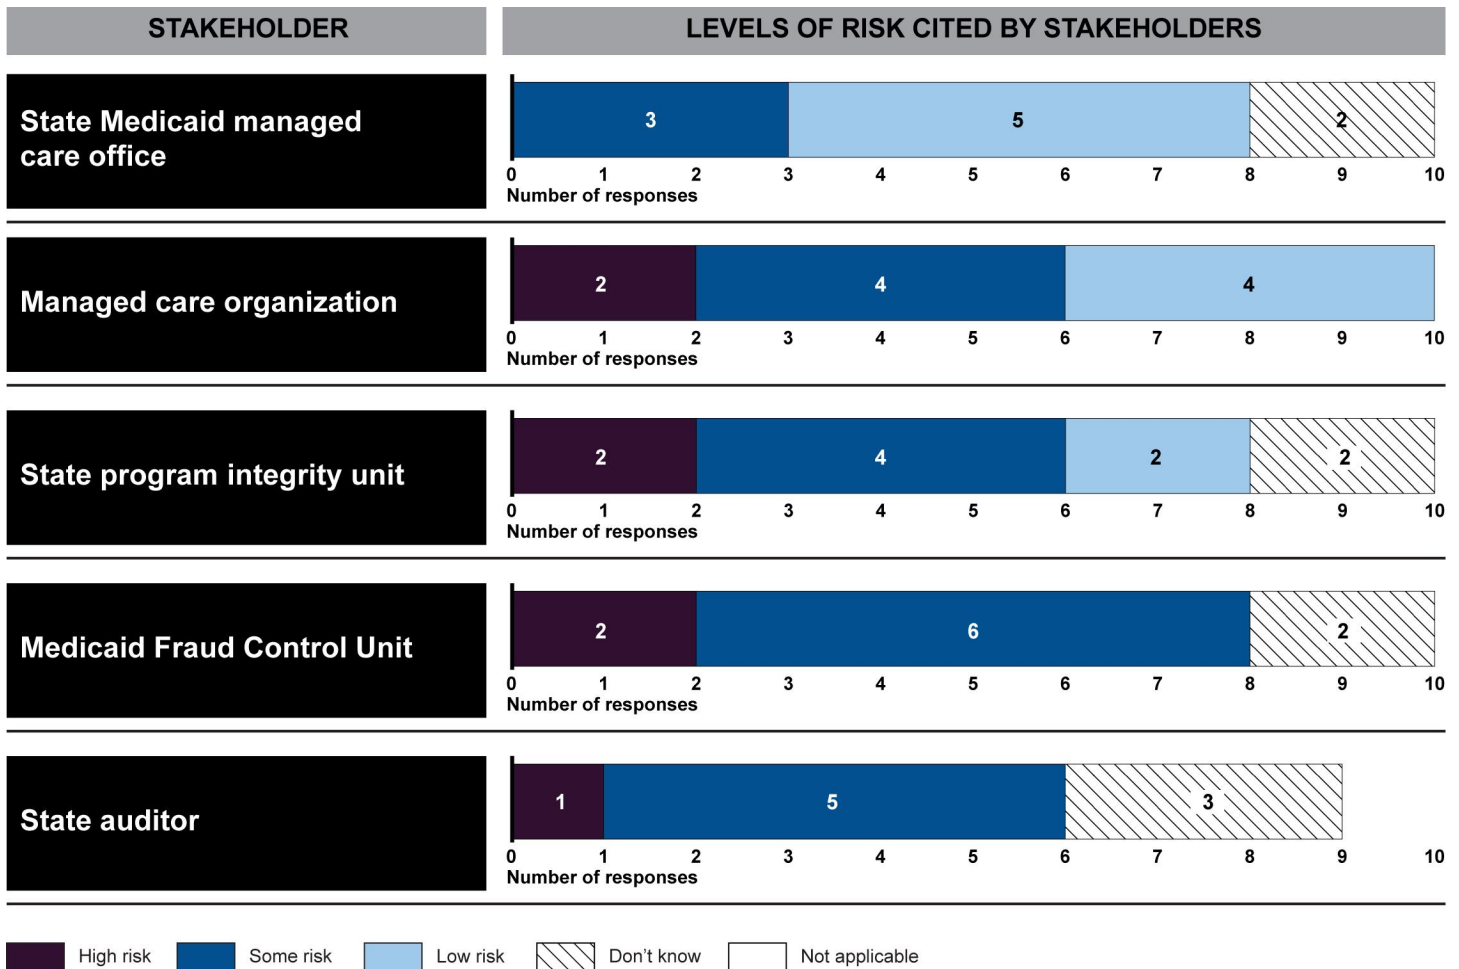 STAKEHOLDER
LEVELS OF RISK CITED BY STAKEHOLDERS
State Medicaid managed
care office
3 5 2
0 1 2 3 4 5 6 7 8 9 10
Number of responses
Managed care organization
2 4 4
0 1 2 3 4 5 6 7 8 9 10
Number of responses
State program integrity unit
2 4 2 2
0 1 2 3 4 5 6 7 8 9 10
Number of responses
Medicaid Fraud Control Unit
2 6 2
0 1 2 3 4 5 6 7 8 9 10
Number of responses
State auditor
1 5 3
0 1 2 3 4 5 6 7 8 9 10
Number of responses
High risk Some risk Low risk Don’t know Not applicable